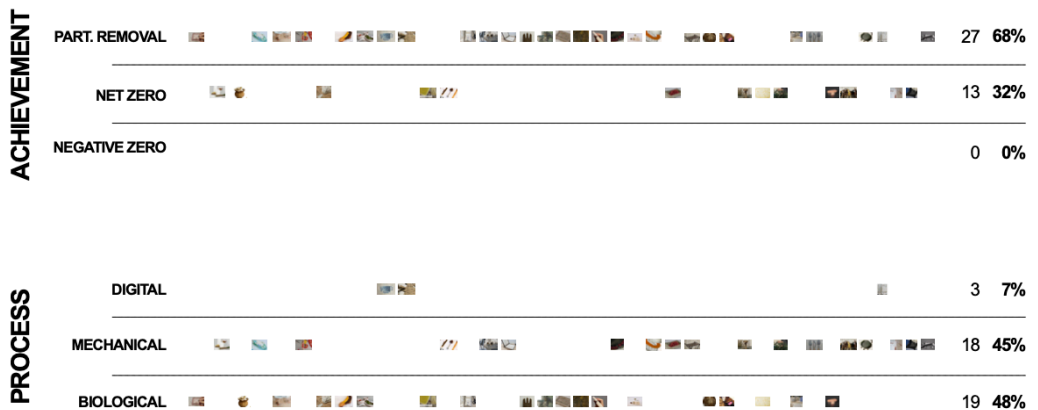 ACHIEVEMENT
PART. REMOVAL 27 68%
NET ZERO 13 32%
NEGATIVE ZERO 0 0%
PROCESS
DIGITAL 3 7%
MECHANICAL 18 45%
BIOLOGICAL 19 48%